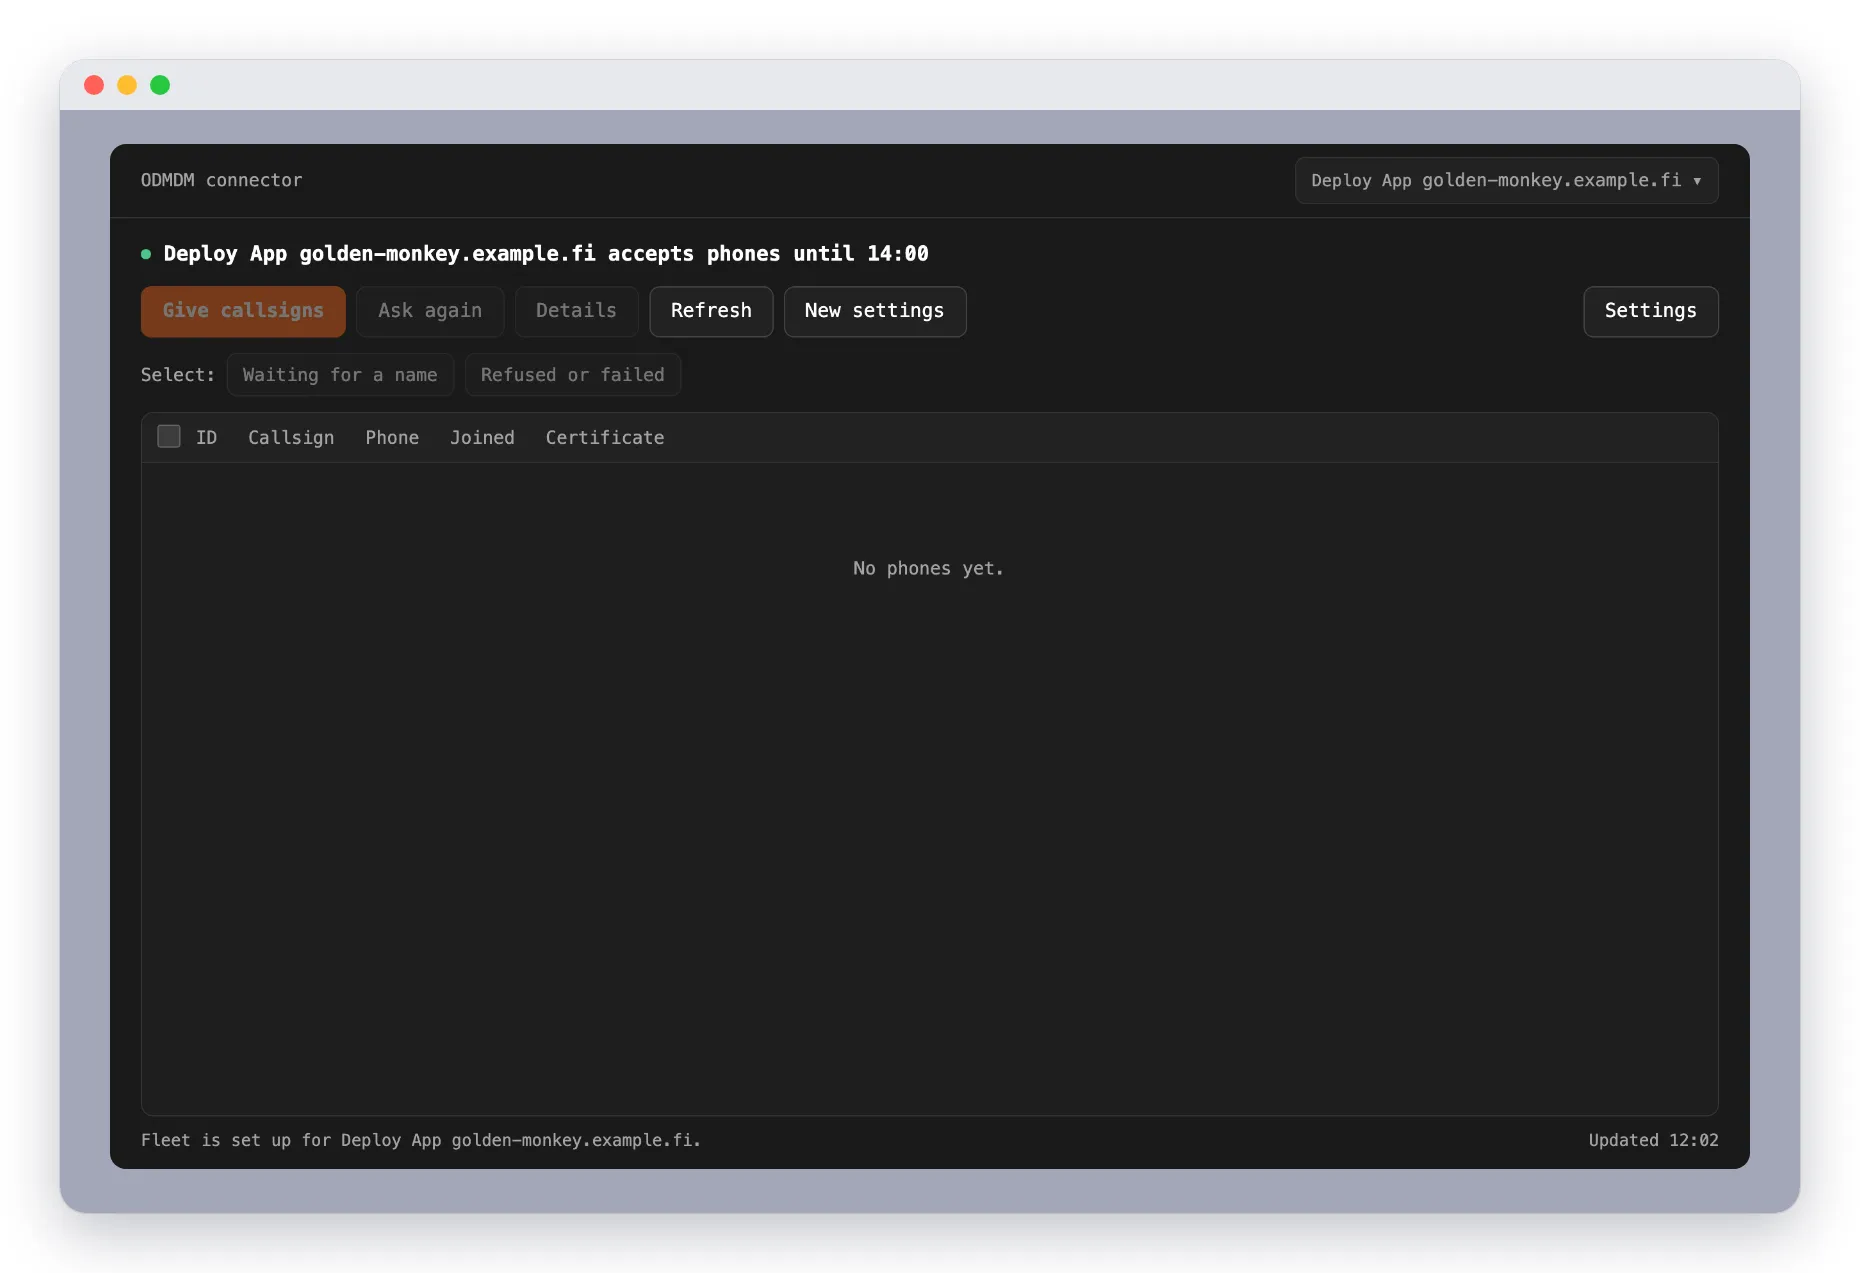 ODMDM connector
Deploy App golden-monkey.example.fi ▾
Deploy App golden-monkey.example.fi accepts phones until 14:00
Give callsigns Ask again Details Refresh New settings Settings
Select: Waiting for a name Refused or failed
ID Callsign Phone Joined Certificate
No phones yet.
Fleet is set up for Deploy App golden-monkey.example.fi.
Updated 12:02